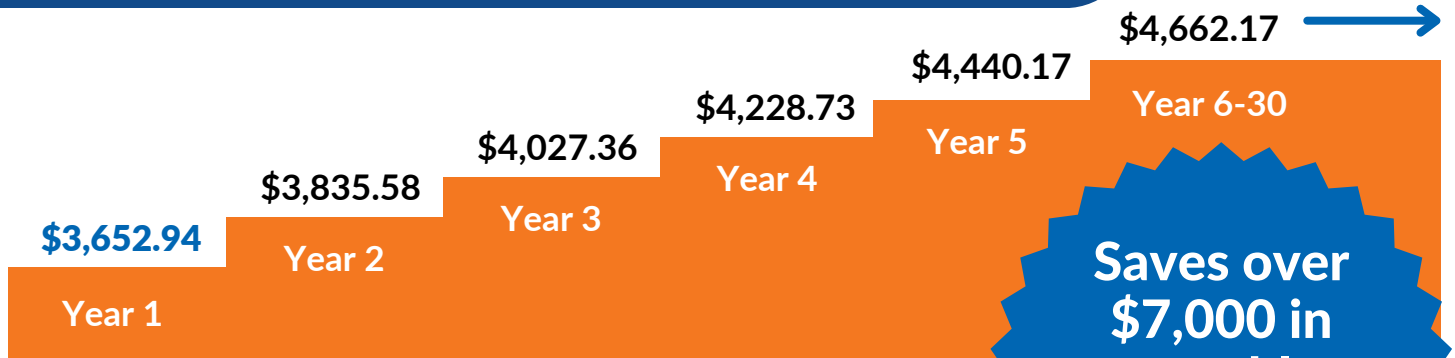 $4,662.17
$4,440.17
Year 6-30
$4,228.73
Year 5
$4,027.36
Year 4
$3,835.58
Year 3
$3,652.94
Year 2
Year 1
Saves over
$7,000 in